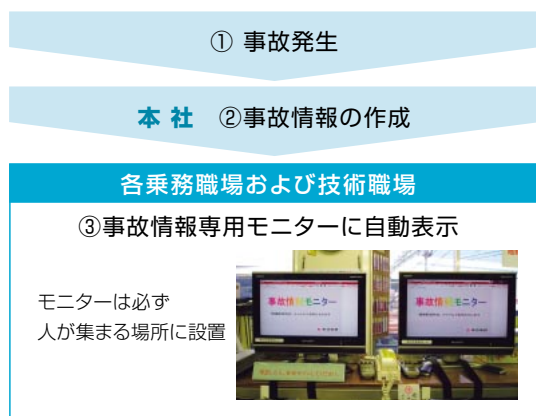 ① 事故発生
本 社 ②事故情報の作成
各乗務職場および技術職場
③事故情報専用モニターに自動表示
モニターは必ず
人が集まる場所に設置
事故情報モニター
事故情報モニター